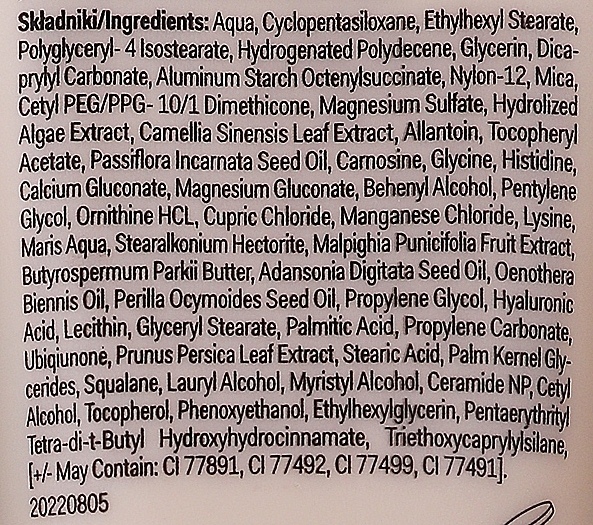 Składniki/Ingredients: Aqua, Cyclopentasiloxane, Ethylhexyl Stearate,
Polyglyceryl- 4 Isostearate, Hydrogenated Polydecene, Glycerin, Dica-
prylyl Carbonate, Aluminum Starch Octenylsuccinate, Nylon-12, Mica,
Cetyl PEG/PPG- 10/1 Dimethicone, Magnesium Sulfate, Hydrolized
Algae Extract, Camellia Sinensis Leaf Extract, Allantoin, Tocopheryl
Acetate, Passiflora Incarnata Seed Oil, Carnosine, Glycine, Histidine,
Calcium Gluconate, Magnesium Gluconate, Behenyl Alcohol, Pentylene
Glycol, Ornithine HCL, Cupric Chloride, Manganese Chloride, Lysine,
Maris Aqua, Stearalkonium Hectorite, Malpighia Punicifolia Fruit Extract,
Butyrospermum Parkii Butter, Adansonia Digitata Seed Oil, Oenothera
Biennis Oil, Perilla Ocymoides Seed Oil, Propylene Glycol, Hyaluronic
Acid, Lecithin, Glyceryl Stearate, Palmitic Acid, Propylene Carbonate,
Ubiqiunone, Prunus Persica Leaf Extract, Stearic Acid, Palm Kernel Gly-
cerides, Squalane, Lauryl Alcohol, Myristyl Alcohol, Ceramide NP, Cetyl
Alcohol, Tocopherol, Phenoxyethanol, Ethylhexylglycerin, Pentaerythrityl
Tetra-di-t-Butyl Hydroxyhydrocinnamate, Triethoxycaprylylsilane,
[+/- May Contain: CI 77891, CI 77492, CI 77499, CI 77491].
20220805